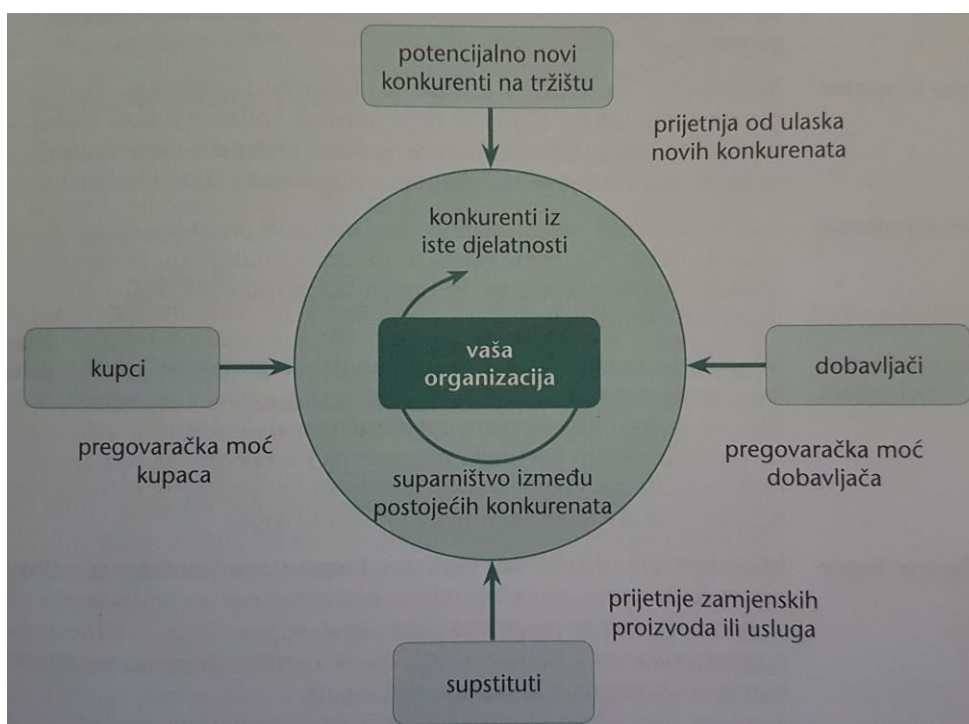 potencijalno novi
konkurenti na tržištu
prijetnja od ulaska
novih konkurenata
konkurenti iz
iste djelatnosti
kupci
vaša
organizacija
dobavljači
pregovaračka moć
kupaca
pregovaračka moć
dobavljača
suparništvo između
postojećih konkurenata
prijetnje zamjenskih
proizvoda ili usluga
supstituti